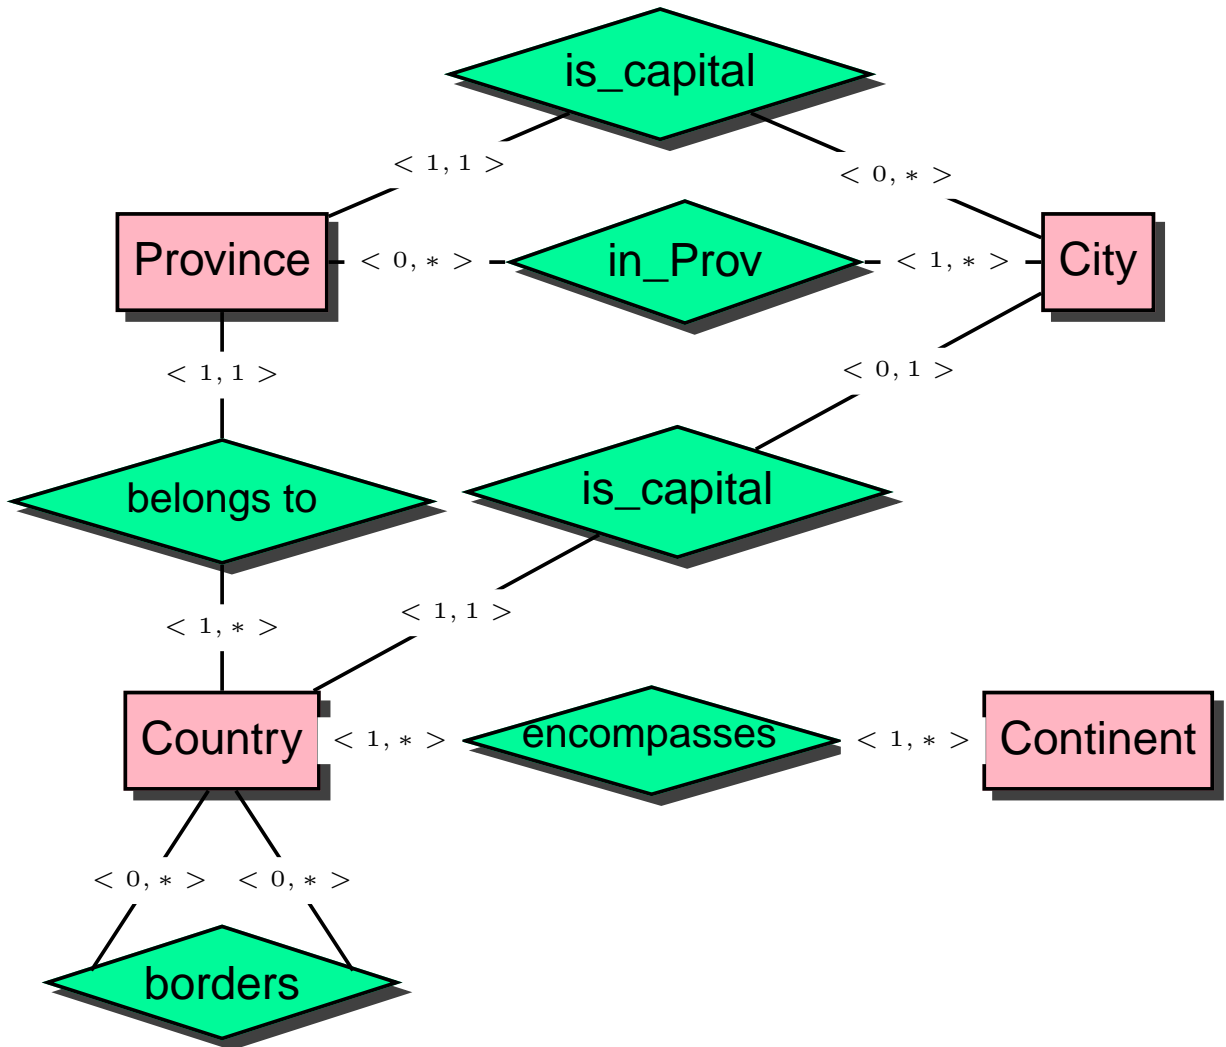 is_capital
< 1, 1 >
< 0, ∗ >
Province
< 0, ∗ >
in_Prov
< 1, ∗ >
City
< 1, 1 >
< 0, 1 >
belongs to
is_capital
< 1, ∗ >
< 1, 1 >
Country
< 1, ∗ >
encompasses
< 1, ∗ >
Continent
< 0, ∗ >
< 0, ∗ >
borders